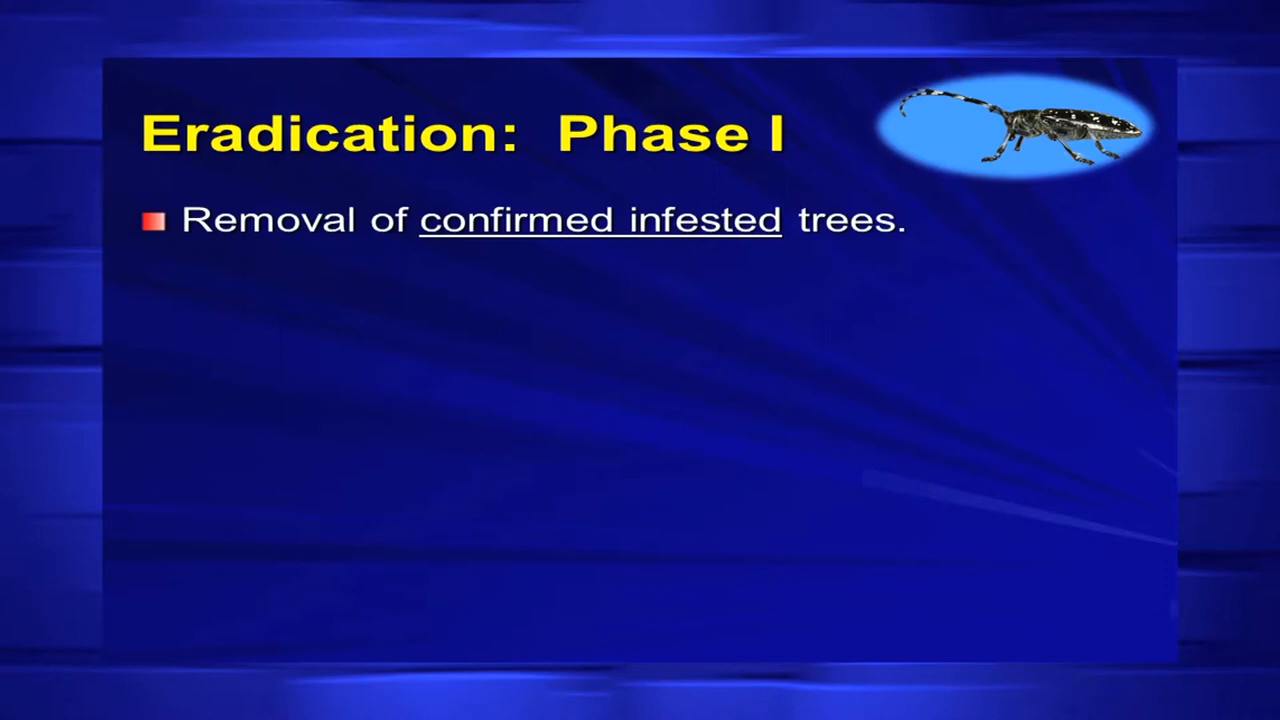 Eradication: Phase I
Removal of confirmed infested trees.